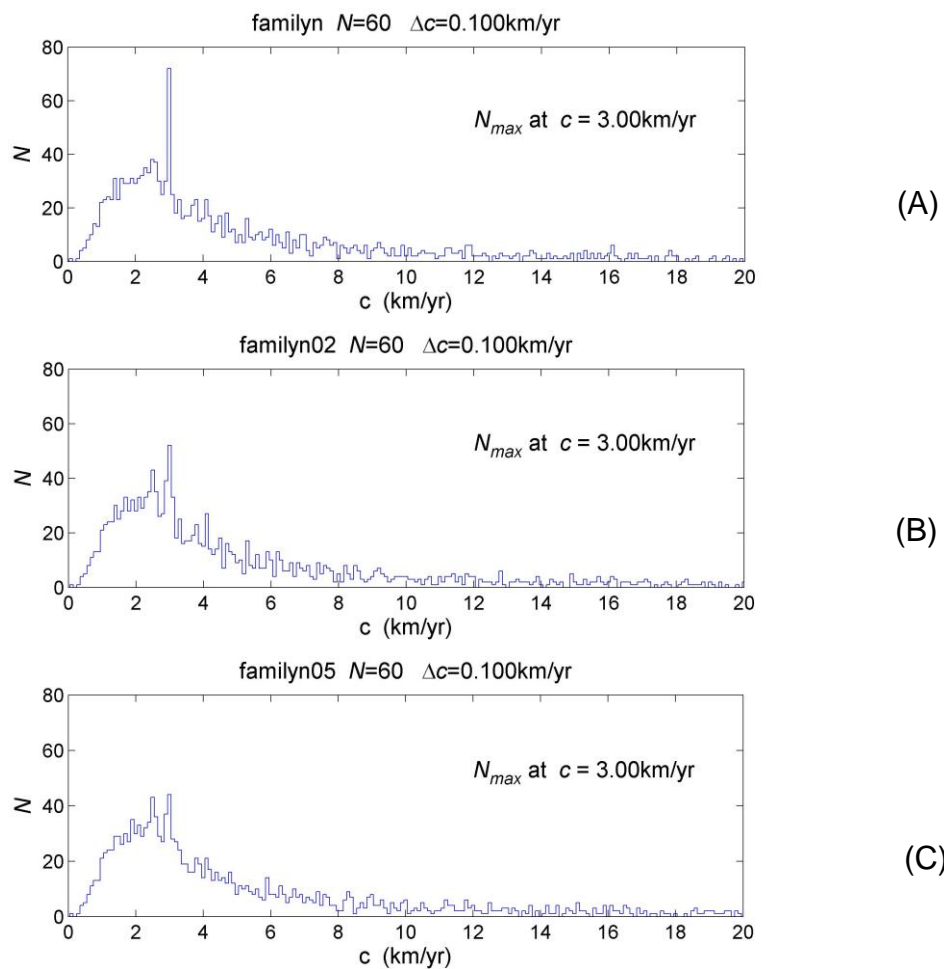 familyn N=60 Δc=0.100km/yr
80
60
40
20
0
N
N_max at c = 3.00km/yr
(A)
0 2 4 6 8 10 12 14 16 18 20
c (km/yr)
familyn02 N=60 Δc=0.100km/yr
80
60
40
20
0
N
N_max at c = 3.00km/yr
(B)
0 2 4 6 8 10 12 14 16 18 20
c (km/yr)
familyn05 N=60 Δc=0.100km/yr
80
60
40
20
0
N
N_max at c = 3.00km/yr
(C)
0 2 4 6 8 10 12 14 16 18 20
c (km/yr)